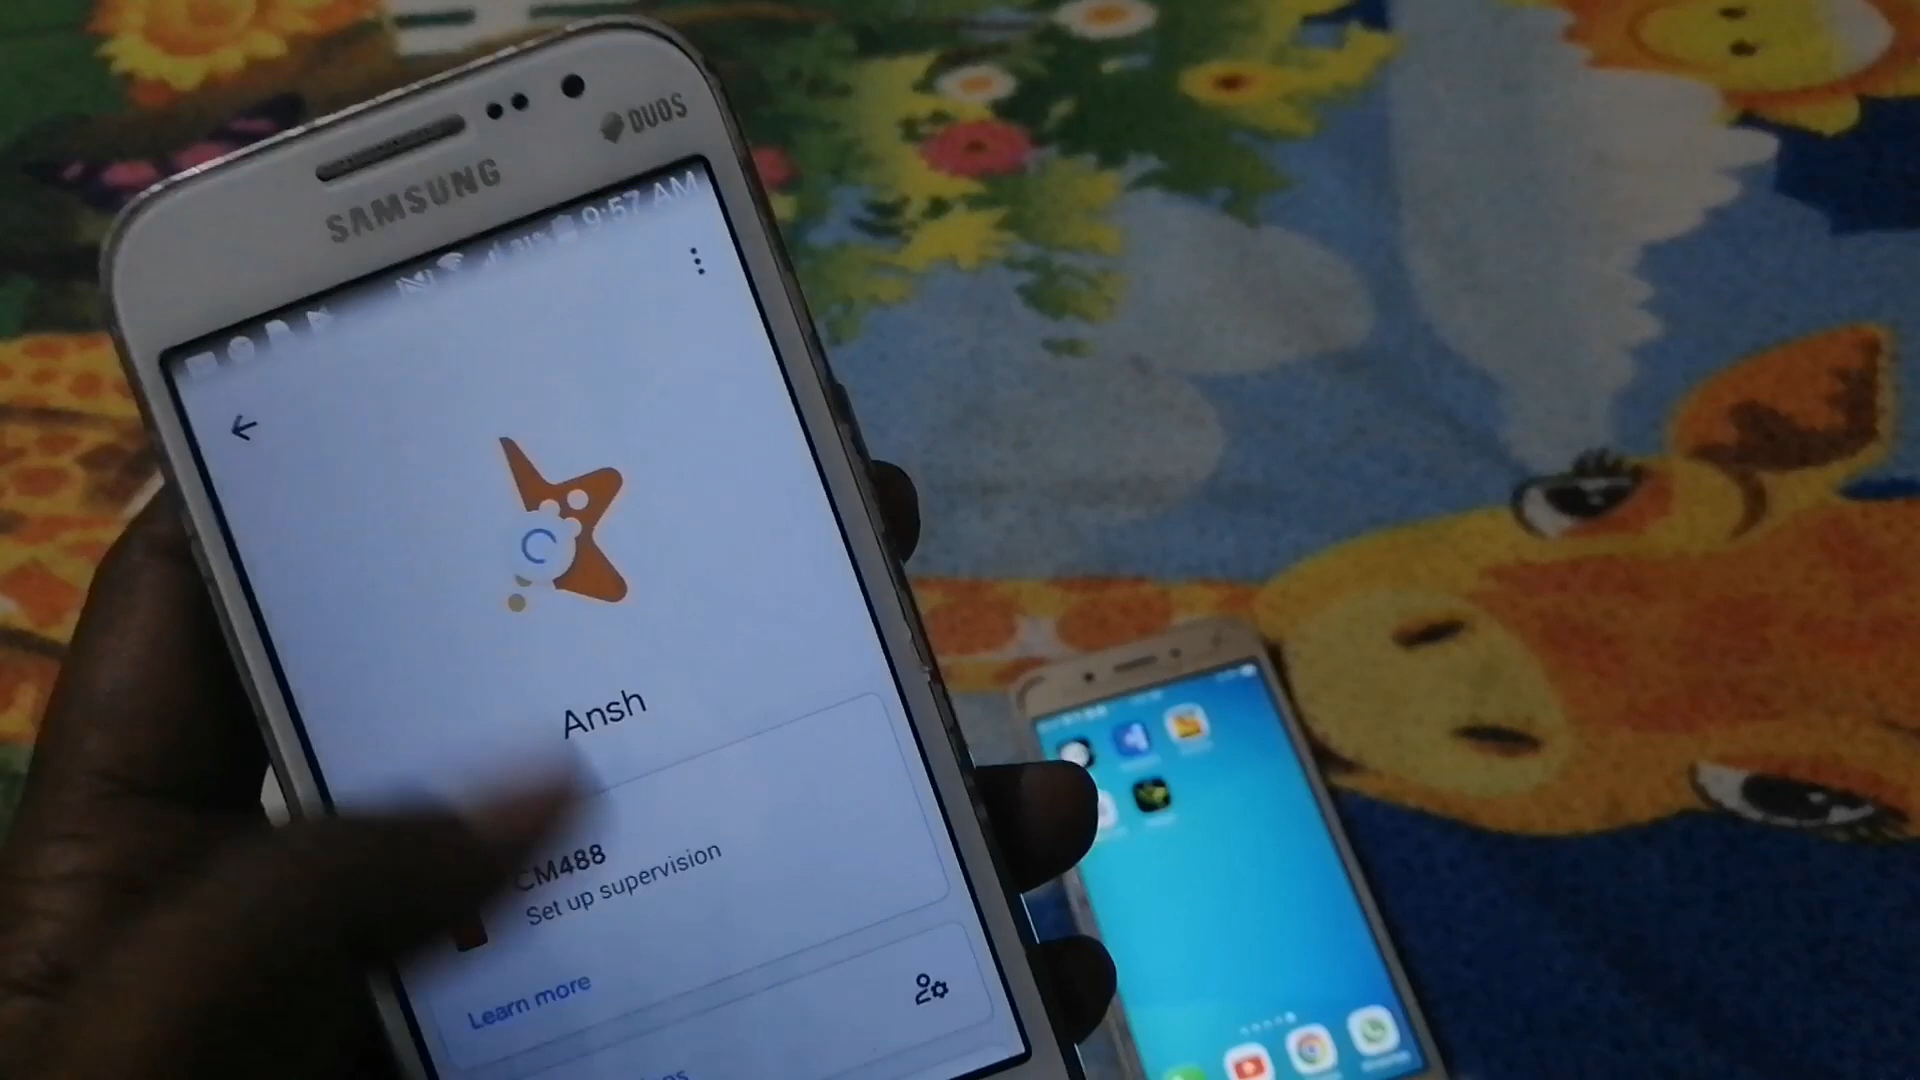 DUOS
SAMSUNG
9:57 AM
Ansh
CM488
Set up supervision
Learn more